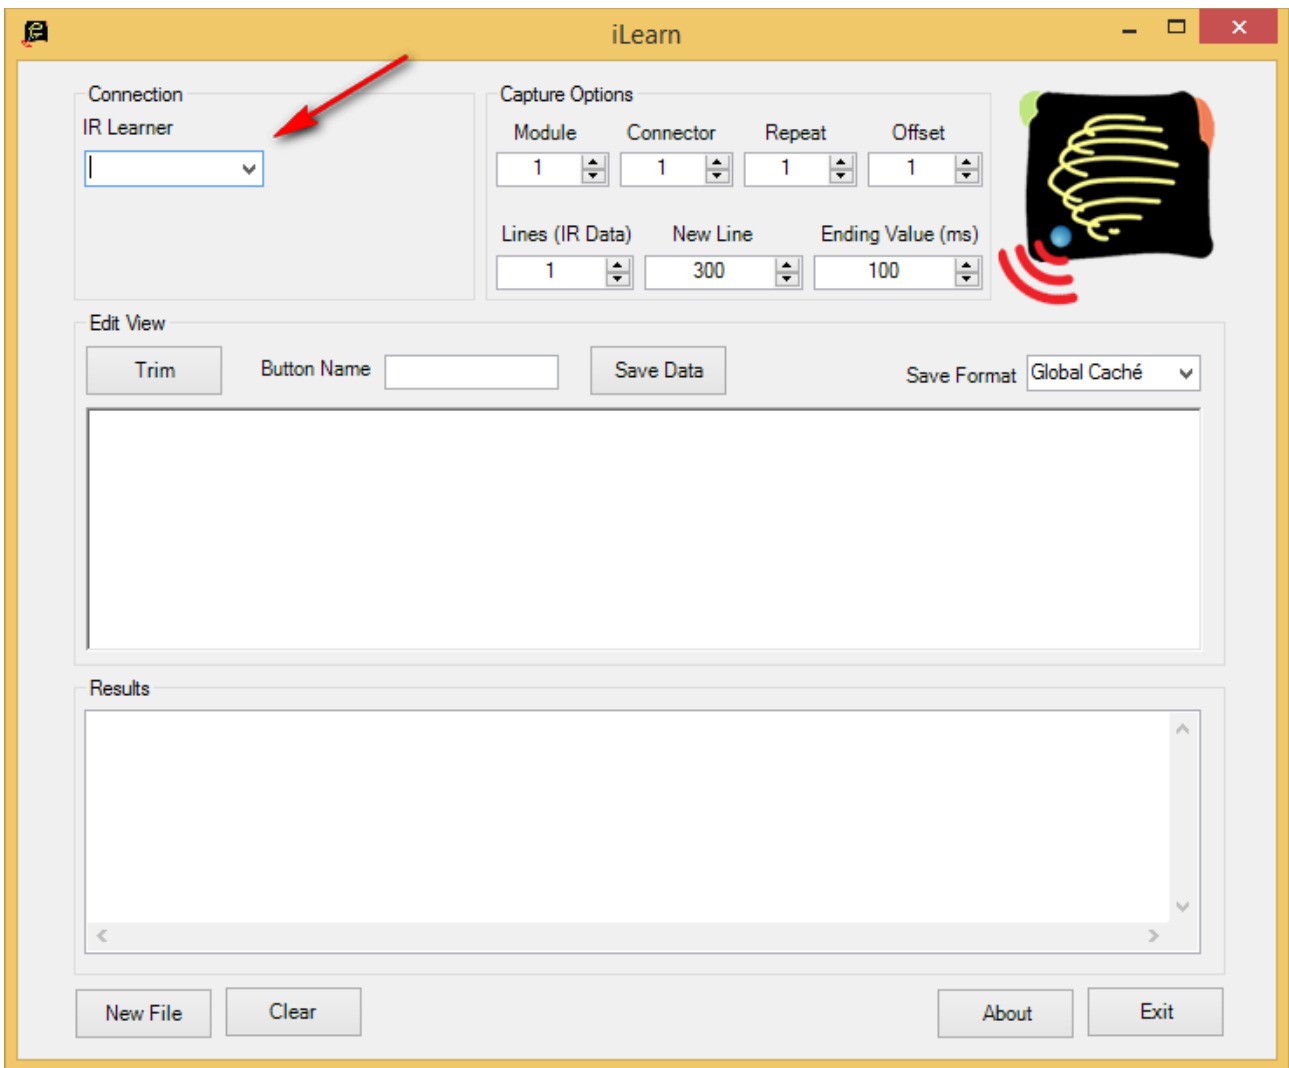 iLearn
Connection
IR Learner
Capture Options
Module Connector Repeat Offset
1 1 1 1
Lines (IR Data) New Line Ending Value (ms)
1 300 100
Edit View
Trim Button Name Save Data Save Format Global Caché
Results
New File Clear About Exit